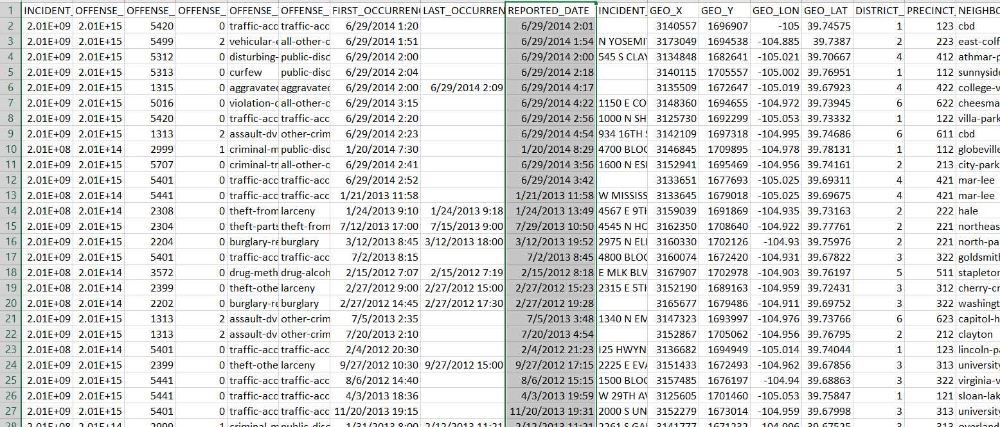 1 INCIDENT_ OFFENSE_ OFFENSE_ OFFENSE_ OFFENSE_ OFFENSE_ FIRST_OCCURREN LAST_OCCURREN REPORTED_DATE INCIDENT_ GEO_X GEO_Y GEO_LON GEO_LAT DISTRICT_ PRECINCT_ NEIGHBO
2 2.01E+09 2.01E+15 5420 0 traffic-acc traffic-acc 6/29/2014 1:20 6/29/2014 2:01 3140557 1696907 -105 39.74575 1 123 cbd
3 2.01E+09 2.01E+15 5499 2 vehicular-e all-other-c 6/29/2014 1:51 6/29/2014 1:54 N YOSEMI 3173049 1694538 -104.885 39.7387 2 223 east-colf
4 2.01E+09 2.01E+15 5312 0 disturbing- public-disc 6/29/2014 2:00 6/29/2014 2:00 545 S CLAY 3134848 1682641 -105.021 39.70667 4 412 athmar-p
5 2.01E+09 2.01E+15 5313 0 curfew public-disc 6/29/2014 2:04 6/29/2014 2:18 3140115 1705557 -105.002 39.76951 1 112 sunnyside
6 2.01E+09 2.01E+15 1315 0 aggravated aggravated 6/29/2014 2:00 6/29/2014 2:09 6/29/2014 4:17 3135509 1672647 -105.019 39.67923 4 422 college-v
7 2.01E+09 2.01E+15 5016 0 violation-c all-other-c 6/29/2014 3:15 6/29/2014 4:22 1150 E CO 3148360 1694655 -104.972 39.73945 6 622 cheesma
8 2.01E+09 2.01E+15 5420 0 traffic-acc traffic-acc 6/29/2014 2:20 6/29/2014 2:56 1000 N SH 3125730 1692299 -105.053 39.73332 1 122 villa-park
9 2.01E+09 2.01E+15 1313 2 assault-dv other-crim 6/29/2014 2:23 6/29/2014 4:54 934 16TH S 3142109 1697318 -104.995 39.74686 6 611 cbd
10 2.01E+08 2.01E+14 2999 1 criminal-m public-disc 1/20/2014 7:30 1/20/2014 8:29 4700 BLOC 3146845 1709895 -104.978 39.78131 1 112 globeville
11 2.01E+09 2.01E+15 5707 0 criminal-tr all-other-c 6/29/2014 2:41 6/29/2014 3:56 1600 N ESI 3152941 1695469 -104.956 39.74161 2 213 city-park
12 2.01E+09 2.01E+15 5401 0 traffic-acc traffic-acc 6/29/2014 2:52 6/29/2014 3:42 3133651 1677693 -105.025 39.69311 4 421 mar-lee
13 2.01E+08 2.01E+14 5441 0 traffic-acc traffic-acc 1/21/2013 11:58 1/21/2013 11:58 W MISSISS 3133645 1679018 -105.025 39.69675 4 421 mar-lee
14 2.01E+08 2.01E+14 2308 0 theft-from larceny 1/24/2013 9:10 1/24/2013 9:18 1/24/2013 13:49 4567 E 9TH 3159039 1691869 -104.935 39.73163 2 222 hale
15 2.01E+09 2.01E+15 2304 0 theft-parts theft-from 7/12/2013 17:00 7/15/2013 9:00 7/29/2013 10:50 4545 N HO 3162350 1708640 -104.922 39.77761 2 221 northeas
16 2.01E+09 2.01E+15 2204 0 burglary-re burglary 3/12/2013 8:45 3/12/2013 18:00 3/12/2013 19:52 2975 N ELI 3160330 1702126 -104.93 39.75976 2 221 north-pa
17 2.01E+09 2.01E+15 5401 0 traffic-acc traffic-acc 7/2/2013 8:15 7/2/2013 8:45 4800 BLOC 3160074 1672420 -104.931 39.67822 3 322 goldsmith
18 2.01E+08 2.01E+14 3572 0 drug-meth drug-alcoh 2/15/2012 7:07 2/15/2012 7:19 2/15/2012 8:18 E MLK BLV 3167907 1702978 -104.903 39.76197 5 511 stapleton
19 2.01E+08 2.01E+14 2399 0 theft-othe larceny 2/27/2012 9:00 2/27/2012 15:00 2/27/2012 15:23 2315 E 5TH 3152190 1689163 -104.959 39.72431 3 312 cherry-cr
20 2.01E+08 2.01E+14 2202 0 burglary-re burglary 2/27/2012 14:45 2/27/2012 17:30 2/27/2012 19:28 3165677 1679486 -104.911 39.69752 3 322 washingt
21 2.01E+09 2.01E+15 1313 2 assault-dv other-crim 7/5/2013 2:35 7/5/2013 3:48 1340 N EM 3147323 1693997 -104.976 39.73766 6 623 capitol-h
22 2.01E+09 2.01E+15 1313 2 assault-dv other-crim 7/20/2013 2:10 7/20/2013 4:54 3152867 1705062 -104.956 39.76795 2 212 clayton
23 2.01E+08 2.01E+14 5401 0 traffic-acc traffic-acc 2/4/2012 20:30 2/4/2012 21:23 I25 HWYN 3136682 1694949 -105.014 39.74044 1 123 lincoln-pa
24 2.01E+09 2.01E+15 2399 0 theft-othe larceny 9/27/2012 10:30 9/27/2012 15:00 9/27/2012 17:15 2225 E EVA 3151433 1672493 -104.962 39.67856 3 313 university
25 2.01E+09 2.01E+15 5441 0 traffic-acc traffic-acc 8/6/2012 14:40 8/6/2012 15:15 1500 BLOC 3157485 1676197 -104.94 39.68863 3 322 virginia-v
26 2.01E+09 2.01E+15 5441 0 traffic-acc traffic-acc 4/3/2013 18:36 4/3/2013 19:59 W 29TH AV 3125605 1701460 -105.053 39.75847 1 121 sloan-lak
27 2.01E+09 2.01E+15 5401 0 traffic-acc traffic-acc 11/20/2013 19:15 11/20/2013 19:31 2000 S UN 3152279 1673014 -104.959 39.67998 3 313 university
28 2.01E+08 2.01E+14 2999 1 criminal-m public-disc 1/31/2013 8:00 2/12/2013 11:21 2/12/2013 11:21 2261 S GAI 3141777 1671232 -104.996 39.67525 3 313 overland